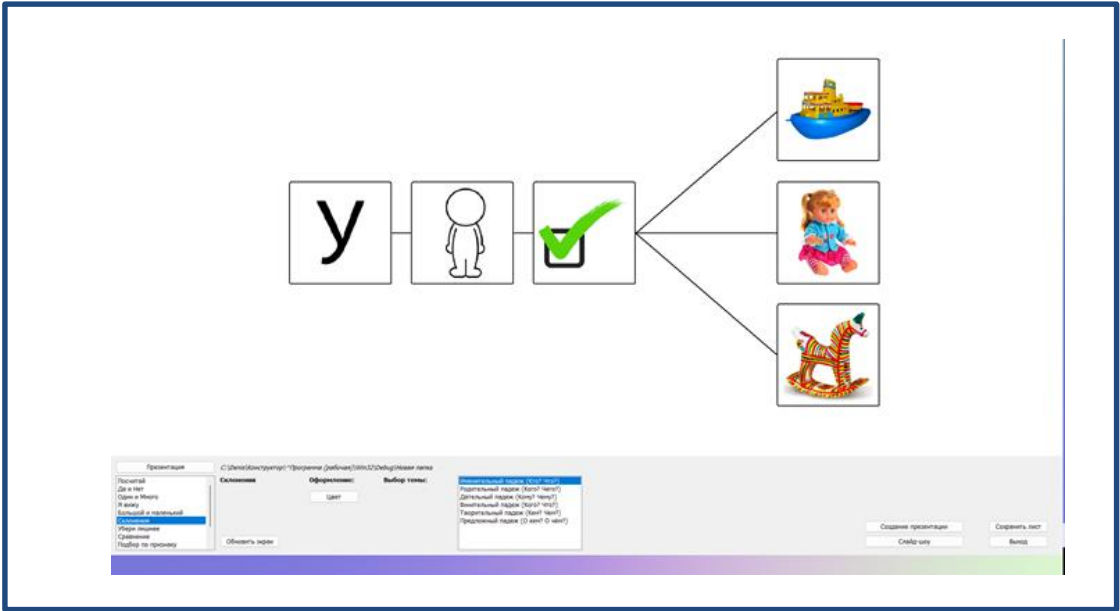 у
Презентация
C:\Denis\Конструктор\^Программа (рабочая)\Win32\Debug\Новая папка
Посчитай
Да и Нет
Один и Много
Я вижу
Большой и маленький
Склонения
Убери лишнее
Сравнение
Подбор по признаку
Склонения
Обновить экран
Оформление:
Цвет
Выбор темы:
Именительный падеж (Кто? Что?)
Родительный падеж (Кого? Чего?)
Дательный падеж (Кому? Чему?)
Винительный падеж (Кого? Что?)
Творительный падеж (Кем? Чем?)
Предложный падеж (О ком? О чём?)
Создание презентации
Сохранить лист
Слайд-шоу
Выход